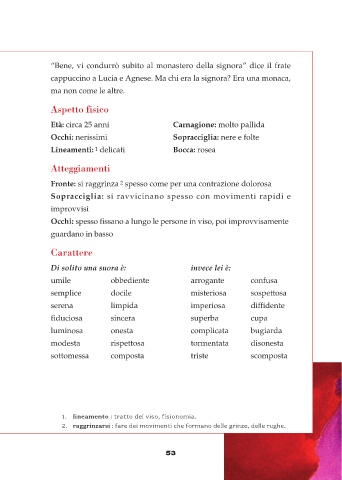 “Bene, vi condurrò subito al monastero della signora” dice il frate
cappuccino a Lucia e Agnese. Ma chi era la signora? Era una monaca,
ma non come le altre.
Aspetto fisico
Età: circa 25 anni Carnagione: molto pallida
Occhi: nerissimi Sopracciglia: nere e folte
Lineamenti: 1 delicati Bocca: rosea
Atteggiamenti
Fronte: si raggrinza 2 spesso come per una contrazione dolorosa
Sopracciglia: si ravvicinano spesso con movimenti rapidi e
improvvisi
Occhi: spesso fissano a lungo le persone in viso, poi improvvisamente
guardano in basso
Carattere
Di solito una suora è: invece lei è:
umile obbediente arrogante confusa
semplice docile misteriosa sospettosa
serena limpida imperiosa diffidente
fiduciosa sincera superba cupa
luminosa onesta complicata bugiarda
modesta rispettosa tormentata disonesta
sottomessa composta triste scomposta
1. lineamento : tratto del viso, fisionomia.
2. raggrinzarsi : fare dei movimenti che formano delle grinze, delle rughe.
53